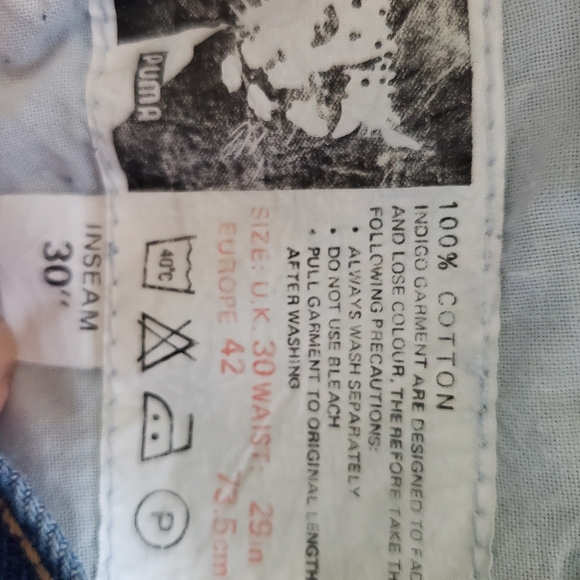 PUMA
100% COTTON
INDIGO GARMENT ARE DESIGNED TO FAD
AND LOSE COLOUR, THEREFORE TAKE TH
FOLLOWING PRECAUTIONS:
• ALWAYS WASH SEPARATELY
• DO NOT USE BLEACH
• PULL GARMENT TO ORIGINAL LENGTH
AFTER WASHING
SIZE: U.K. 30 WAIST: 29in
EUROPE 42 73.5cm
40°C
P
INSEAM
30"